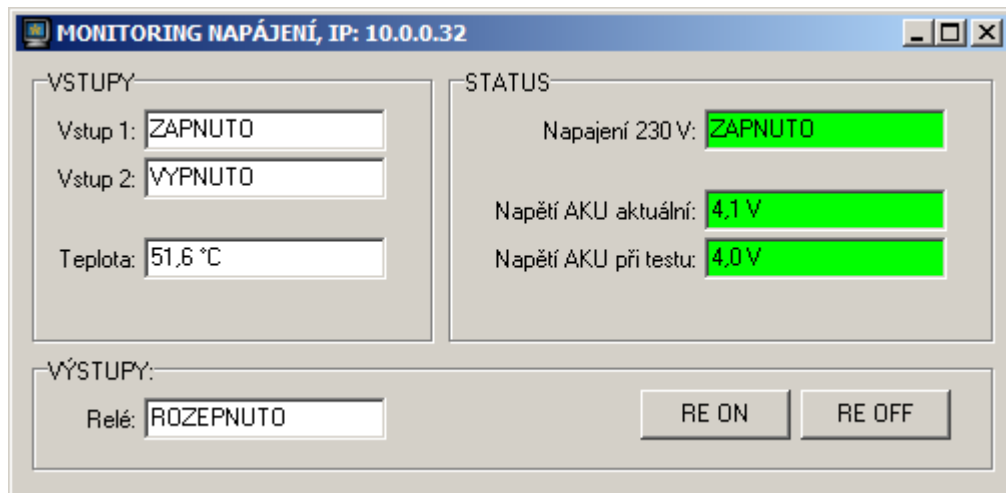 MONITORING NAPÁJENÍ, IP: 10.0.0.32
VSTUPY
Vstup 1: ZAPNUTO
Vstup 2: VYPNUTO
Teplota: 51,6 °C
STATUS
Napajení 230 V: ZAPNUTO
Napětí AKU aktuální: 4,1 V
Napětí AKU při testu: 4,0 V
VÝSTUPY:
Relé: ROZEPNUTO
RE ON RE OFF